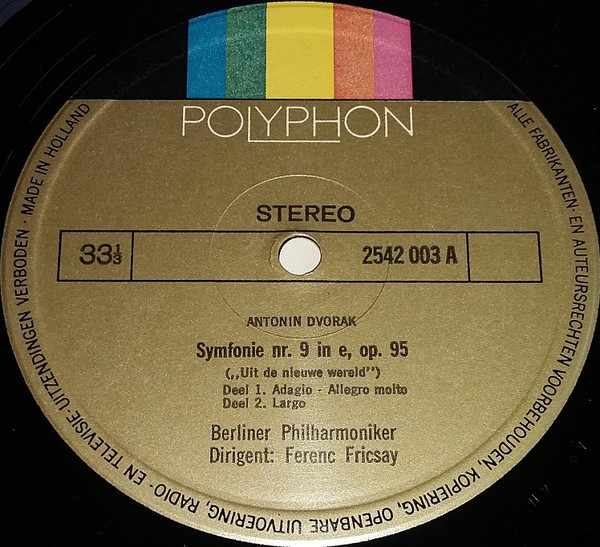 POLYPHON
STEREO
33⅓
2542 003 A
ANTONIN DVORAK
Symfonie nr. 9 in e, op. 95
(„Uit de nieuwe wereld”)
Deel 1. Adagio - Allegro molto
Deel 2. Largo
Berliner Philharmoniker
Dirigent: Ferenc Fricsay
ALLE FABRIKANTEN- EN AUTEURSRECHTEN VOORBEHOUDEN. KOPIERING, OPENBARE UITVOERING, RADIO- EN TELEVISIE-UITZENDINGEN VERBODEN · MADE IN HOLLAND